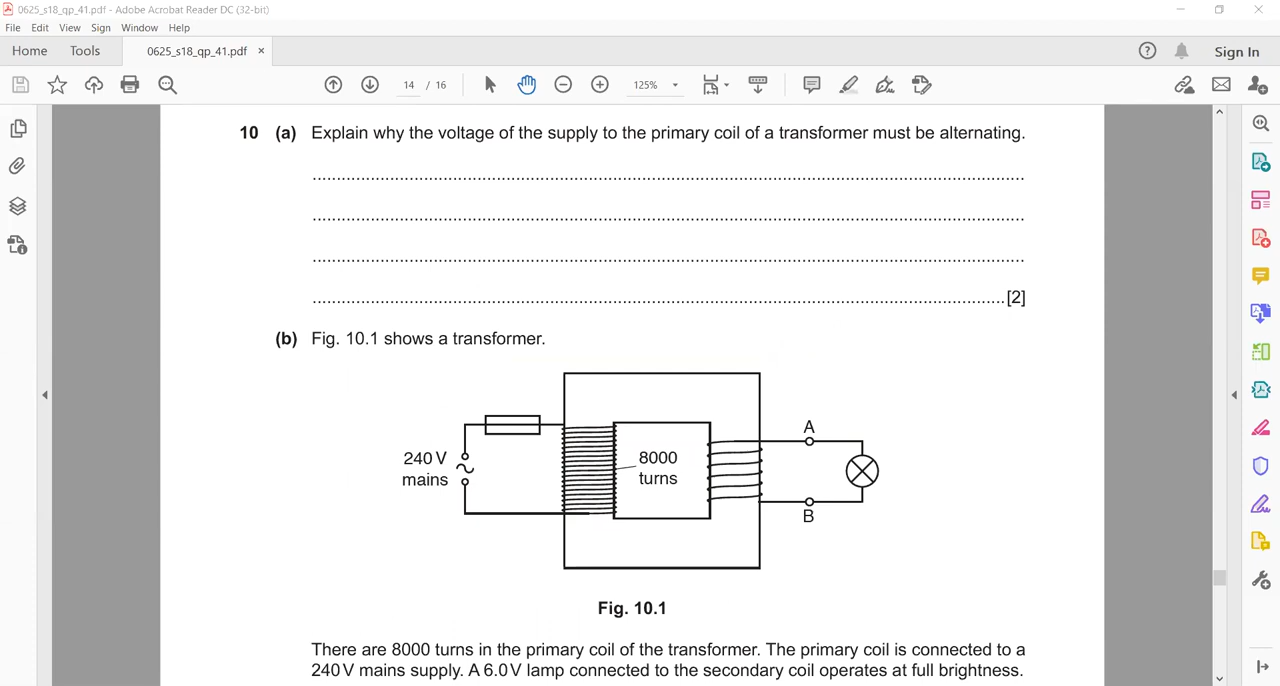 0625_s18_qp_41.pdf - Adobe Acrobat Reader DC (32-bit)
File Edit View Sign Window Help
Home Tools 0625_s18_qp_41.pdf × Sign In
14 / 16 125%
10 (a) Explain why the voltage of the supply to the primary coil of a transformer must be alternating.
..........................................................................................................................................
..........................................................................................................................................
..........................................................................................................................................
......................................................................................................................................[2]
(b) Fig. 10.1 shows a transformer.
240 V
mains
8000
turns
A
B
Fig. 10.1
There are 8000 turns in the primary coil of the transformer. The primary coil is connected to a
240 V mains supply. A 6.0 V lamp connected to the secondary coil operates at full brightness.